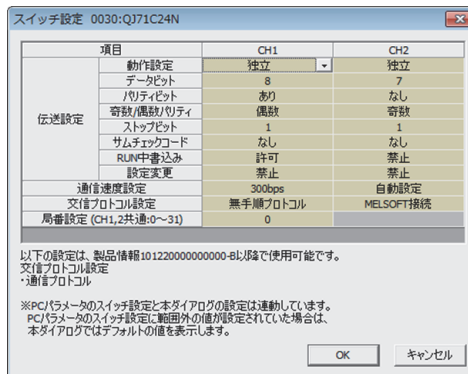 スイッチ設定 0030:QJ71C24N
項目 CH1 CH2
伝送設定 動作設定 独立 独立
データビット 8 7
パリティビット あり なし
奇数/偶数パリティ 偶数 奇数
ストップビット 1 1
サムチェックコード なし なし
RUN中書込み 許可 禁止
設定変更 禁止 禁止
通信速度設定 300bps 自動設定
交信プロトコル設定 無手順プロトコル MELSOFT接続
局番設定 (CH1,2共通:0~31) 0
以下の設定は、製品情報101220000000000-B以降で使用可能です。
交信プロトコル設定
・通信プロトコル
※PCパラメータのスイッチ設定と本ダイアログの設定は連動しています。
PCパラメータのスイッチ設定に範囲外の値が設定されていた場合は、
本ダイアログではデフォルトの値を表示します。
OK キャンセル